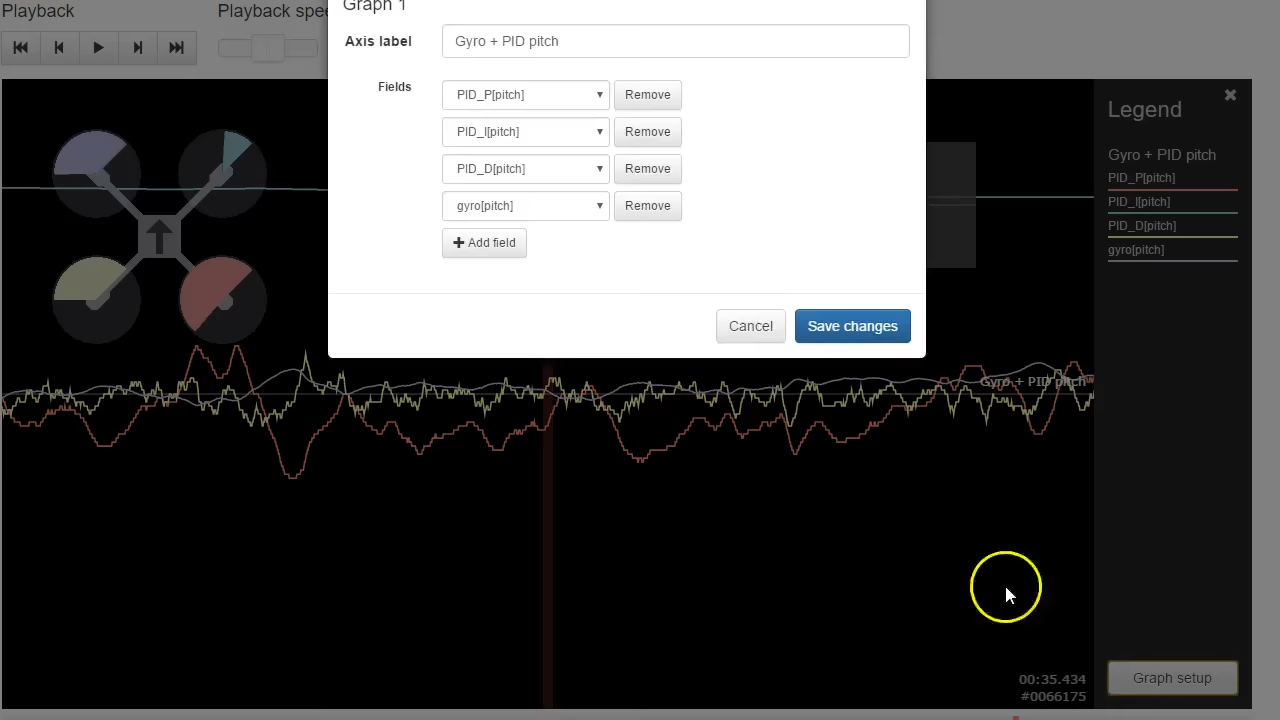 Playback
Playback spee
Graph 1
Axis label
Gyro + PID pitch
Fields
PID_P[pitch]
Remove
PID_I[pitch]
Remove
PID_D[pitch]
Remove
gyro[pitch]
Remove
Add field
Cancel
Save changes
Legend
Gyro + PID pitch
PID_P[pitch]
PID_I[pitch]
PID_D[pitch]
gyro[pitch]
Gyro + PID pitch
00:35.434
#0066175
Graph setup